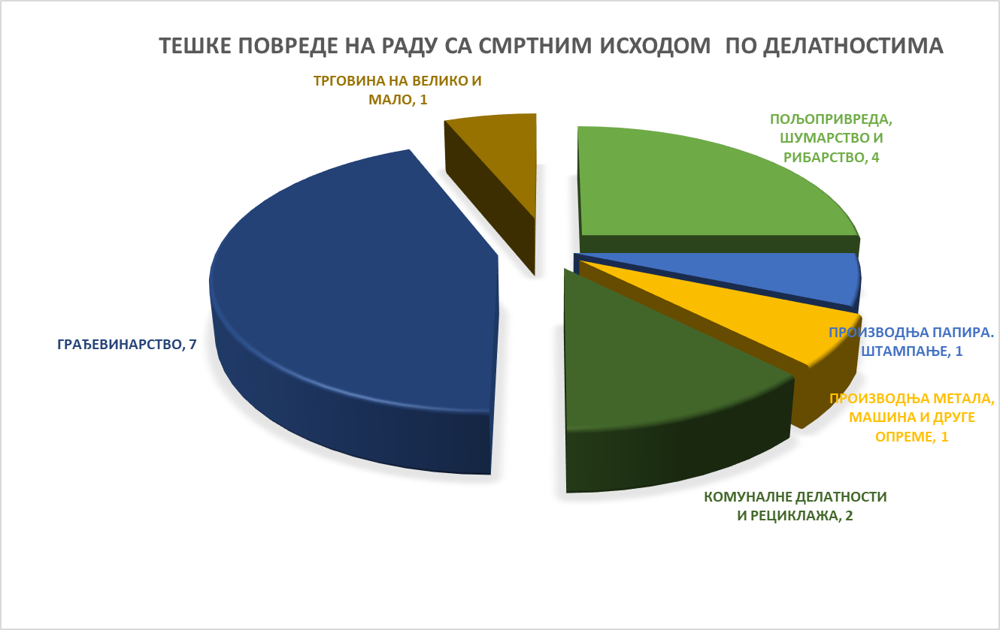 ТЕШКЕ ПОВРЕДЕ НА РАДУ СА СМРТНИМ ИСХОДОМ  ПО ДЕЛАТНОСТИМА
ТРГОВИНА НА ВЕЛИКО И
МАЛО, 1
ПОЉОПРИВРЕДА,
ШУМАРСТВО И
РИБАРСТВО, 4
ГРАЂЕВИНАРСТВО, 7
ПРОИЗВОДЊА ПАПИРА.
ШТАМПАЊЕ, 1
ПРОИЗВОДЊА МЕТАЛА,
МАШИНА И ДРУГЕ
ОПРЕМЕ, 1
КОМУНАЛНЕ ДЕЛАТНОСТИ
И РЕЦИКЛАЖА, 2